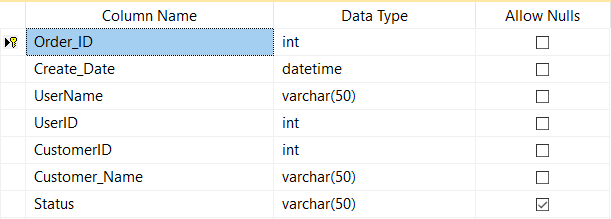 Column Name Data Type Allow Nulls
Order_ID int
Create_Date datetime
UserName varchar(50)
UserID int
CustomerID int
Customer_Name varchar(50)
Status varchar(50)